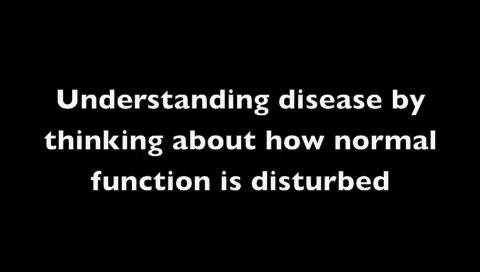 Understanding disease by
thinking about how normal
function is disturbed